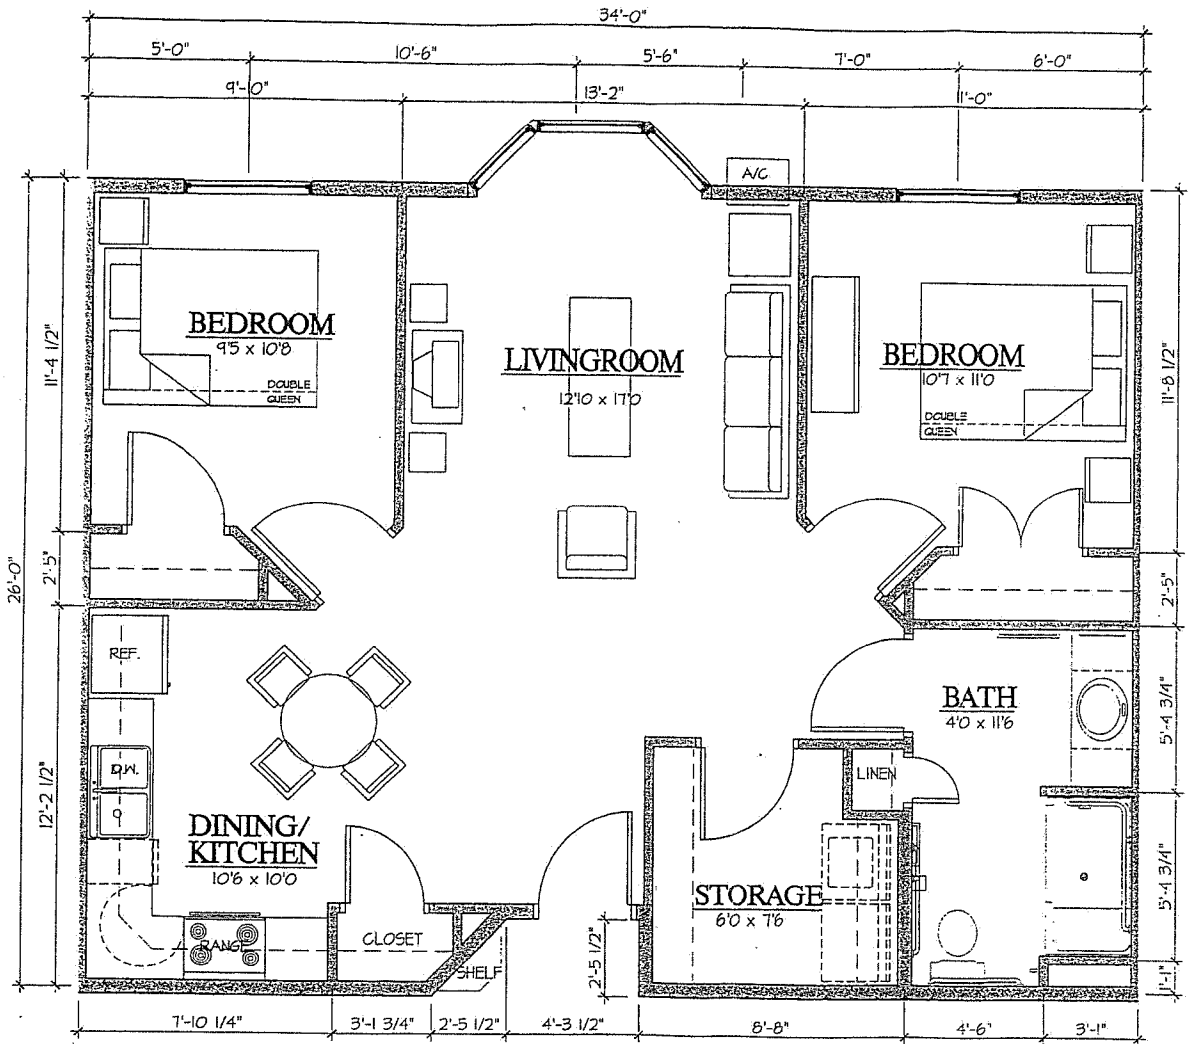 34'-0"
5'-0" 10'-6" 5'-6" 7'-0" 6'-0"
9'-0" 13'-2" 11'-0"
A/C
BEDROOM
9'5 x 10'8
DOUBLE
QUEEN
LIVINGROOM
12'10 x 17'0
BEDROOM
10'7 x 11'0
DOUBLE
QUEEN
11'-4 1/2"
2'-5"
26'-0"
12'-2 1/2"
11'-8 1/2"
2'-5"
5'-4 3/4"
5'-4 3/4"
1'-1"
REF.
D.W.
BATH
4'0 x 11'6
LINEN
DINING/
KITCHEN
10'6 x 10'0
RANGE
CLOSET
SHELF
STORAGE
6'0 x 7'6
2'-5 1/2"
7'-10 1/4" 3'-1 3/4" 2'-5 1/2" 4'-3 1/2" 8'-8" 4'-6" 3'-1"